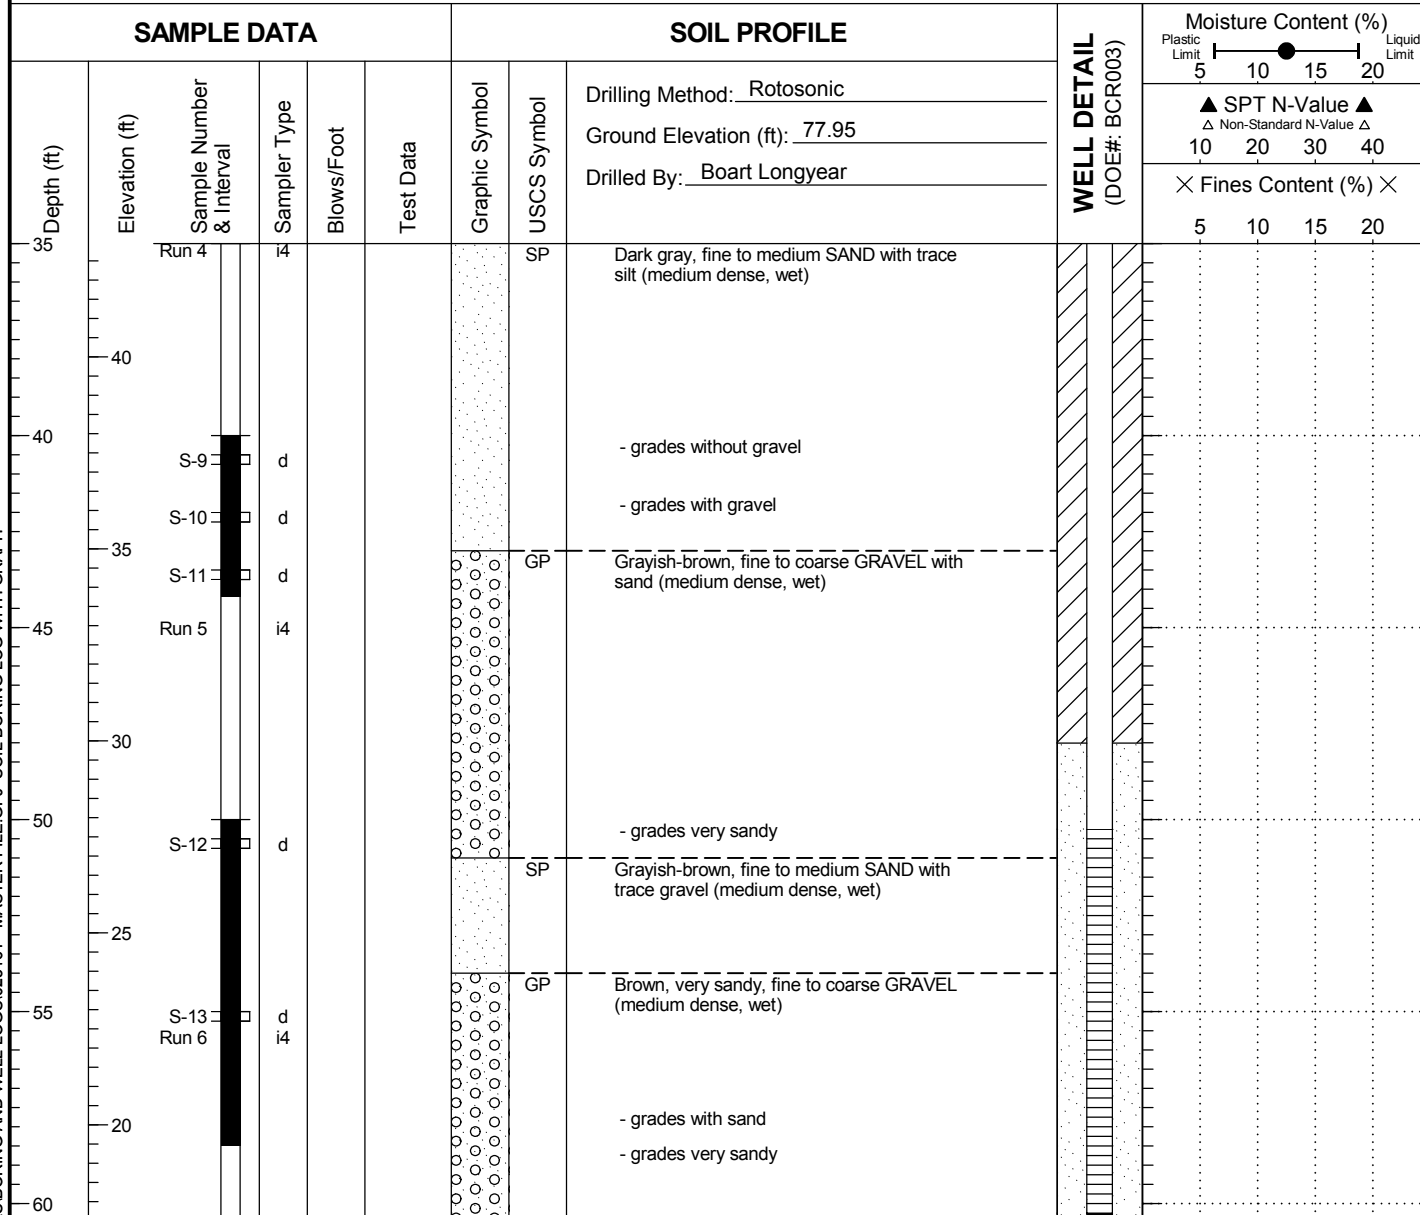 SAMPLE DATA
SOIL PROFILE
Depth (ft)
Elevation (ft)
Sample Number
& Interval
Sampler Type
Blows/Foot
Test Data
Graphic Symbol
USCS Symbol
Drilling Method: Rotosonic
Ground Elevation (ft): 77.95
Drilled By: Boart Longyear
WELL DETAIL
(DOE#: BCR003)
Moisture Content (%)
Plastic Limit
Liquid Limit
5 10 15 20
▲ SPT N-Value ▲
△ Non-Standard N-Value △
10 20 30 40
× Fines Content (%) ×
5 10 15 20
35
Run 4 i4 SP Dark gray, fine to medium SAND with trace
silt (medium dense, wet)
40
40
- grades without gravel
S-9 d
- grades with gravel
S-10 d
35
GP Grayish-brown, fine to coarse GRAVEL with
sand (medium dense, wet)
S-11 d
45 Run 5 i4
30
50
- grades very sandy
S-12 d
SP Grayish-brown, fine to medium SAND with
trace gravel (medium dense, wet)
25
GP Brown, very sandy, fine to coarse GRAVEL
(medium dense, wet)
55 S-13 d
Run 6 i4
20
- grades with sand
- grades very sandy
60